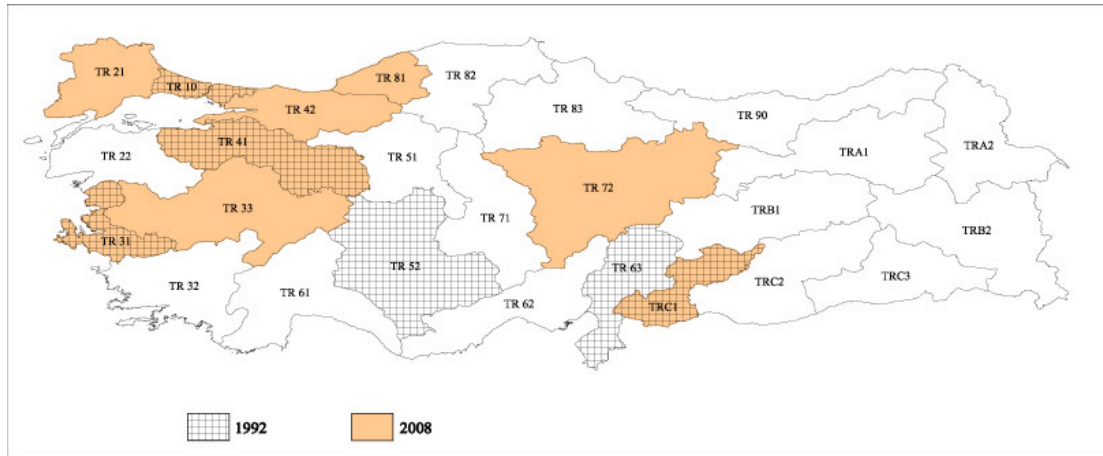 TR 21
TR 10
TR 81
TR 82
TR 42
TR 83
TR 90
TR 41
TR 22
TR 51
TRA1
TRA2
TR 72
TR 33
TR 71
TRB1
TRB2
TR 31
TR 52
TR 63
TRC3
TRC2
TR 32
TR 61
TR 62
TRC1
1992
2008